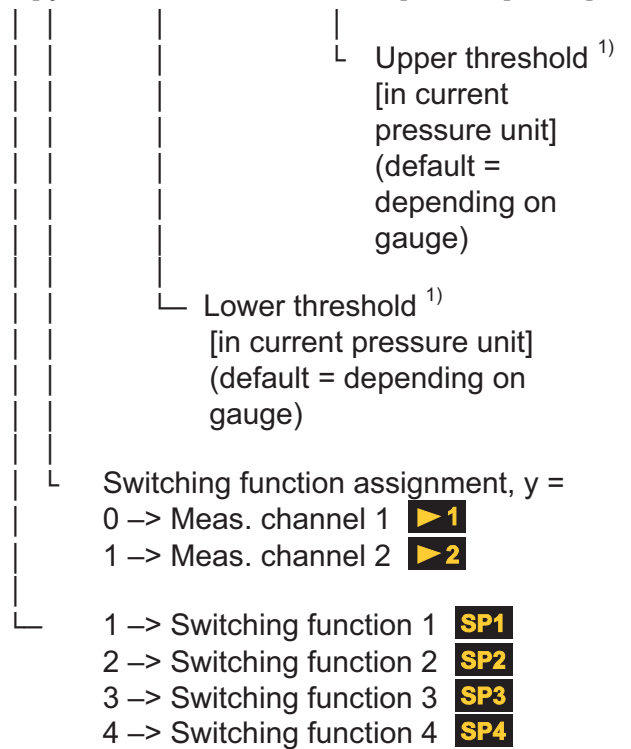 Upper threshold 1)
[in current
pressure unit]
(default =
depending on
gauge)
Lower threshold 1)
[in current pressure unit]
(default = depending on
gauge)
Switching function assignment, y =
0 –> Meas. channel 1 ►1
1 –> Meas. channel 2 ►2
1 –> Switching function 1 SP1
2 –> Switching function 2 SP2
3 –> Switching function 3 SP3
4 –> Switching function 4 SP4